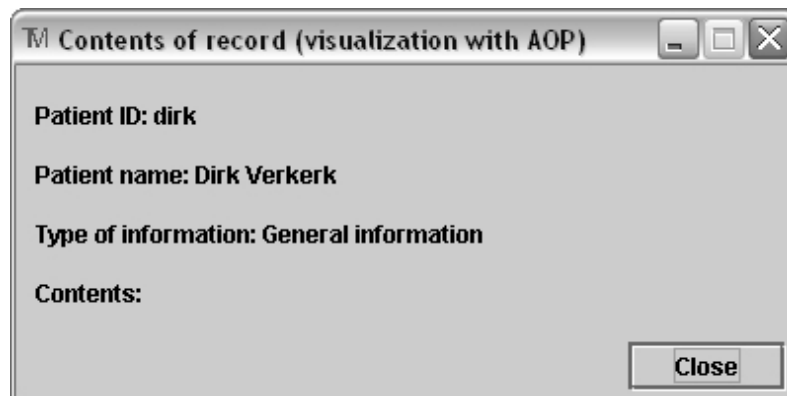 TM Contents of record (visualization with AOP)
Patient ID: dirk
Patient name: Dirk Verkerk
Type of information: General information
Contents:
Close